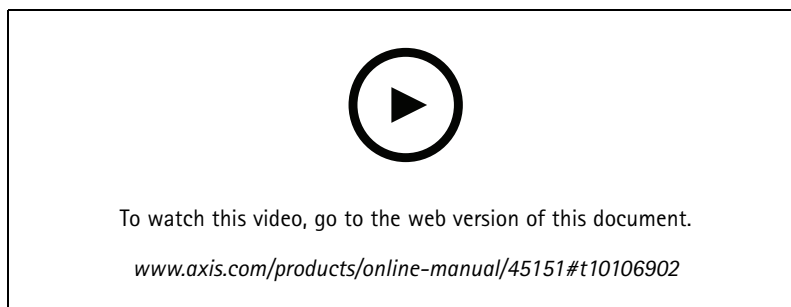 To watch this video, go to the web version of this document.
www.axis.com/products/online-manual/45151#t10106902